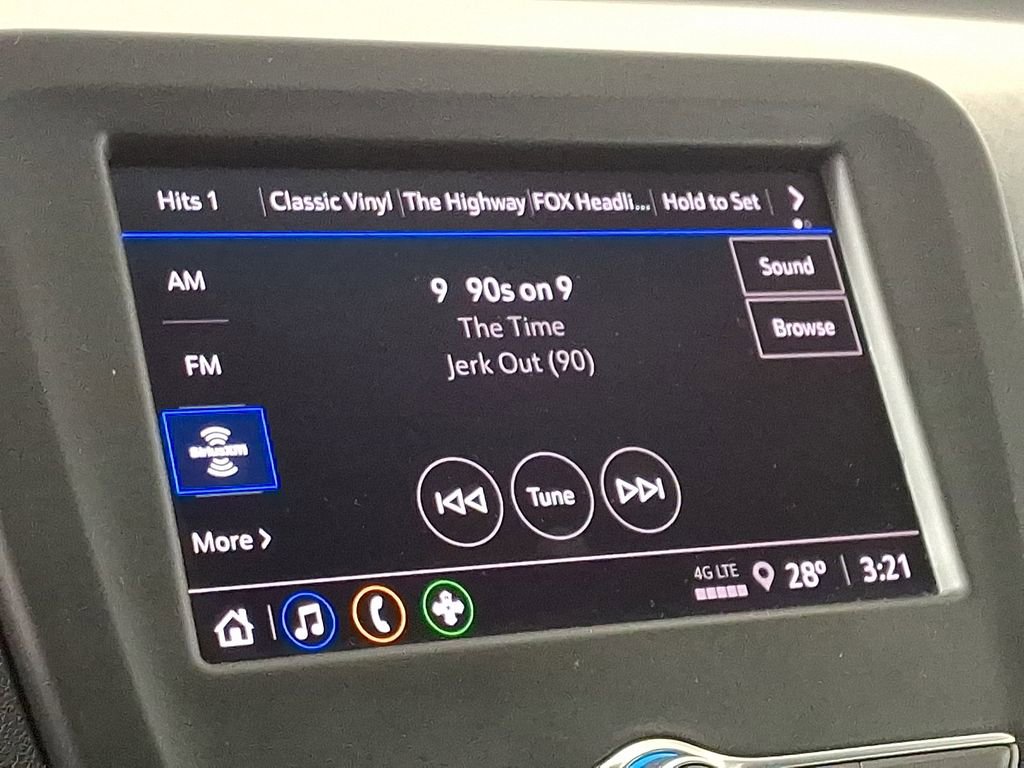 Hits 1 Classic Vinyl The Highway FOX Headli... Hold to Set
AM
9 90s on 9
Sound
The Time
Browse
FM
Jerk Out (90)
SiriusXM
Tune
More
4G LTE 28° 3:21